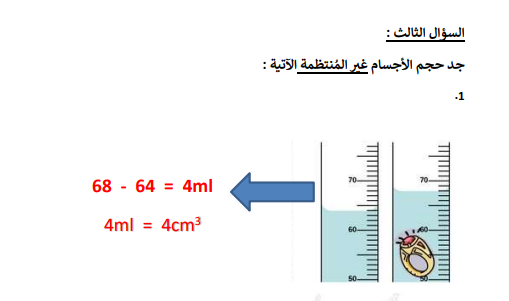 السؤال الثالث :
جد حجم الأجسام غير المُنتظمة الآتية :
1.
68 - 64 = 4ml
4ml = 4cm³
70
60
50
70
60
50